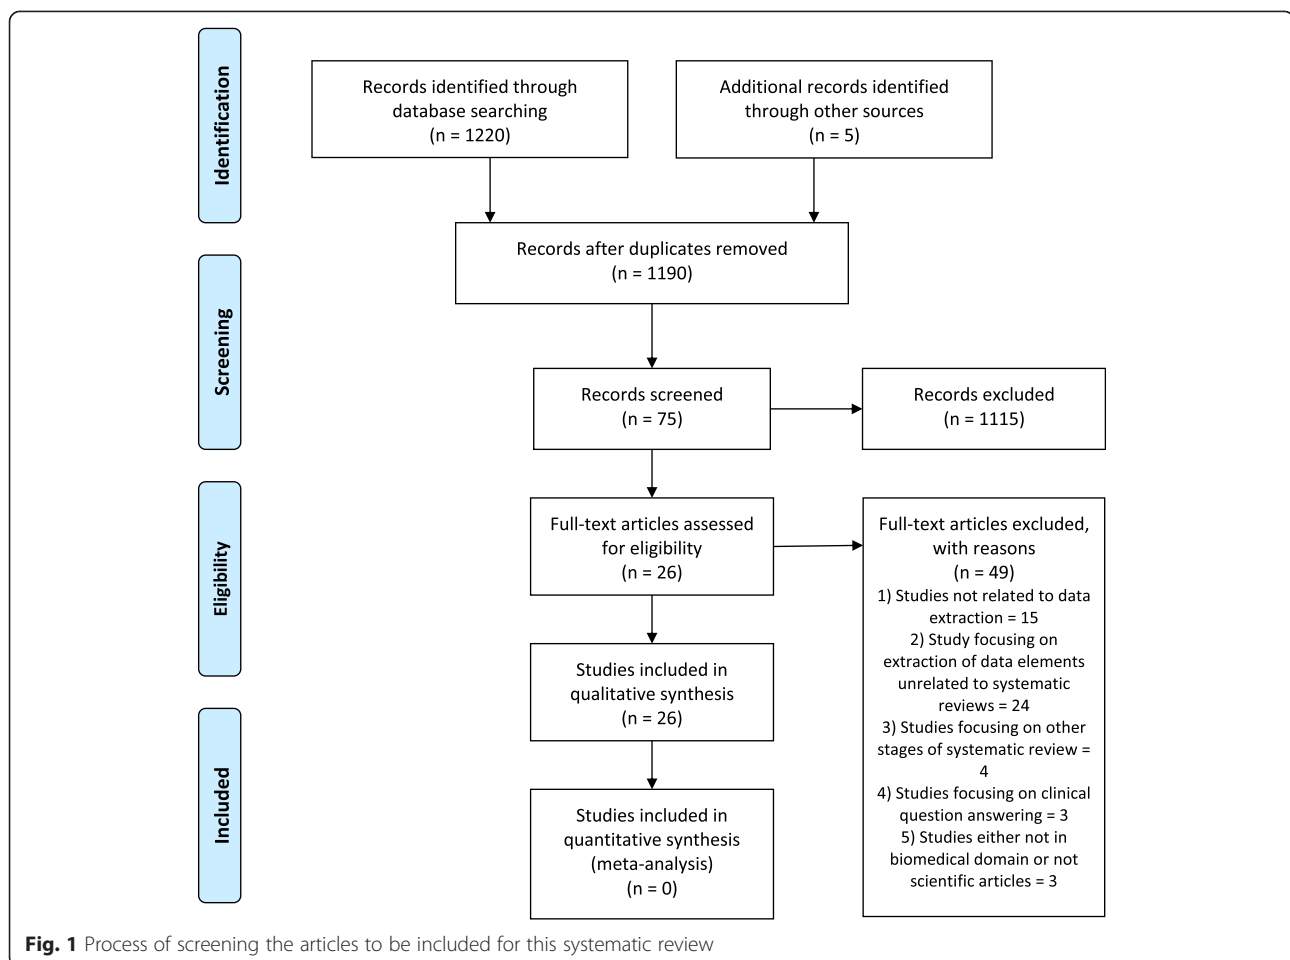 Identification
Records identified through
database searching
(n = 1220)
Additional records identified
through other sources
(n = 5)
Records after duplicates removed
(n = 1190)
Screening
Records screened
(n = 75)
Records excluded
(n = 1115)
Eligibility
Full-text articles assessed
for eligibility
(n = 26)
Full-text articles excluded,
with reasons
(n = 49)
1) Studies not related to data
extraction = 15
2) Study focusing on
extraction of data elements
unrelated to systematic
reviews = 24
3) Studies focusing on other
stages of systematic review =
4
4) Studies focusing on clinical
question answering = 3
5) Studies either not in
biomedical domain or not
scientific articles = 3
Studies included in
qualitative synthesis
(n = 26)
Included
Studies included in
quantitative synthesis
(meta-analysis)
(n = 0)
Fig. 1 Process of screening the articles to be included for this systematic review